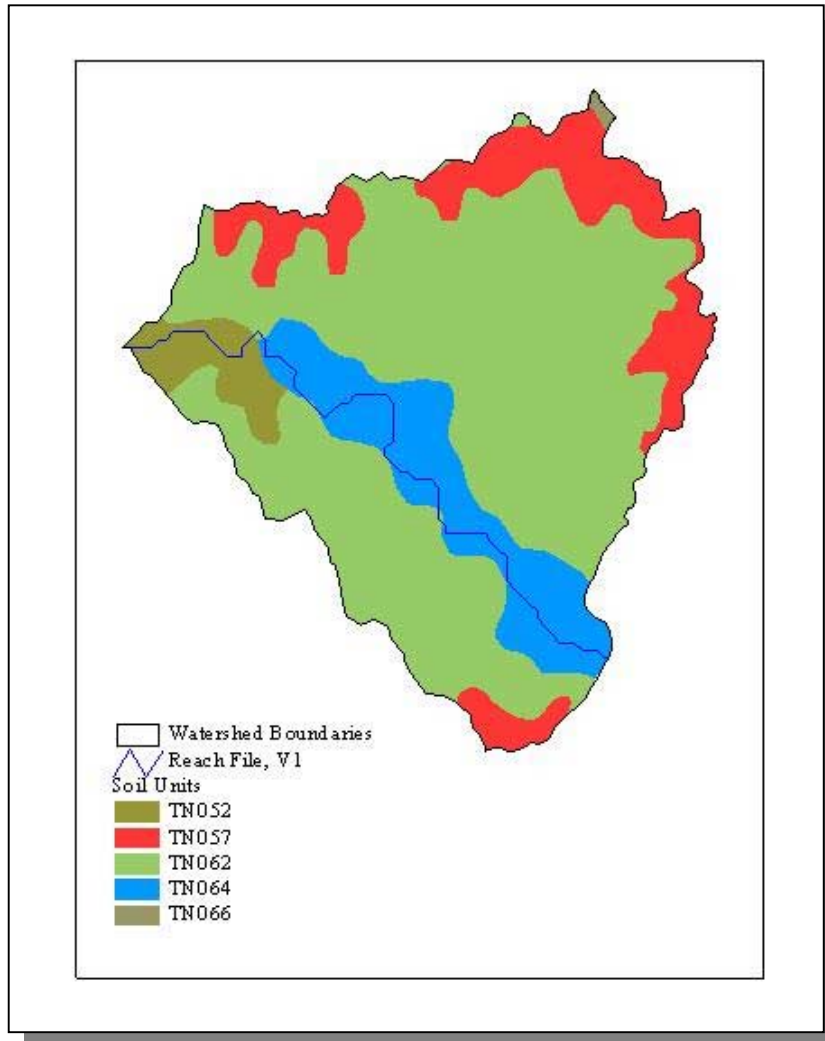 Watershed Boundaries
Reach File, V1
Soil Units
TN052
TN057
TN062
TN064
TN066